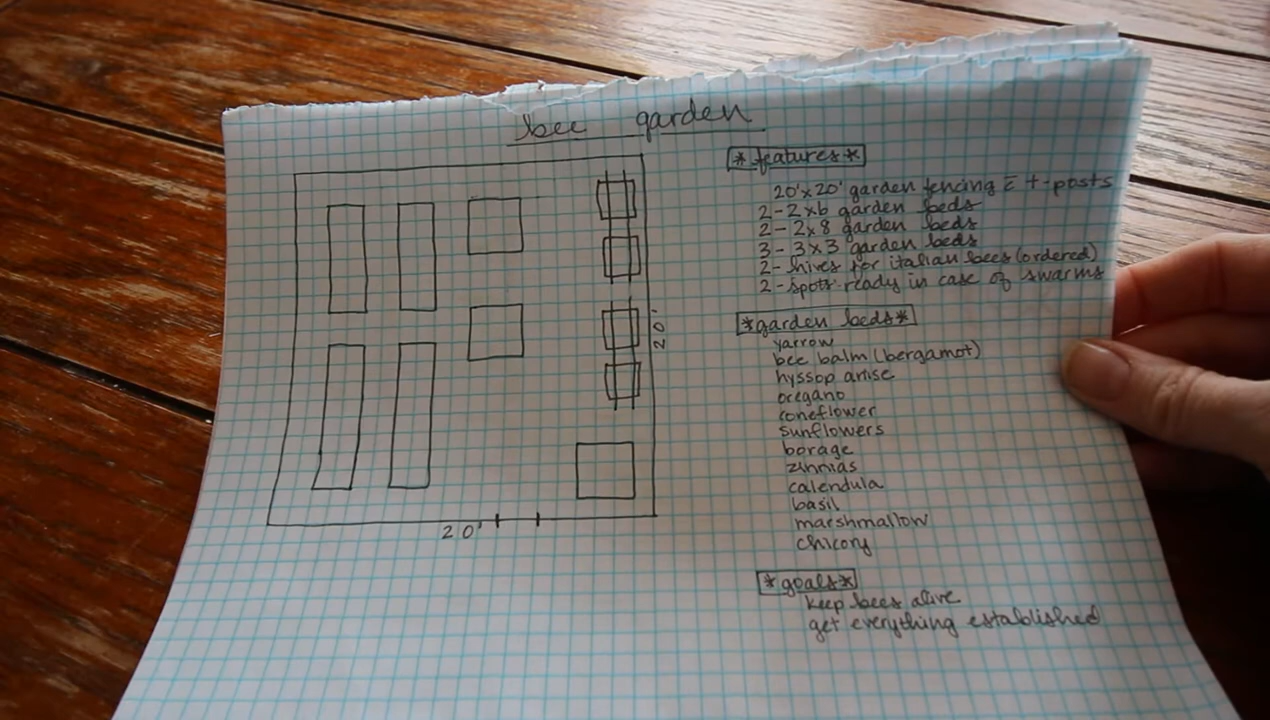 bee garden
*features*
20'x20' garden fencing c̄ t-posts
2-2x6 garden beds
2-2x8 garden beds
3-3x3 garden beds
2-hives for italian bees (ordered)
2-spots ready in case of swarms
*garden beds*
yarrow
bee balm (bergamot)
hyssop anise
oregano
coneflower
sunflowers
borage
zinnias
calendula
basil
marshmallow
chicory
*goals*
keep bees alive
get everything established
20'
20'